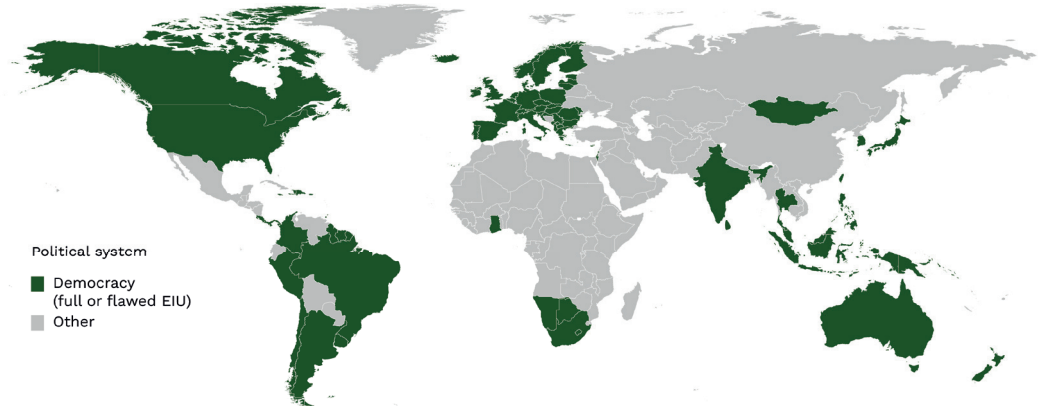 Political system
Democracy
(full or flawed EIU)
Other